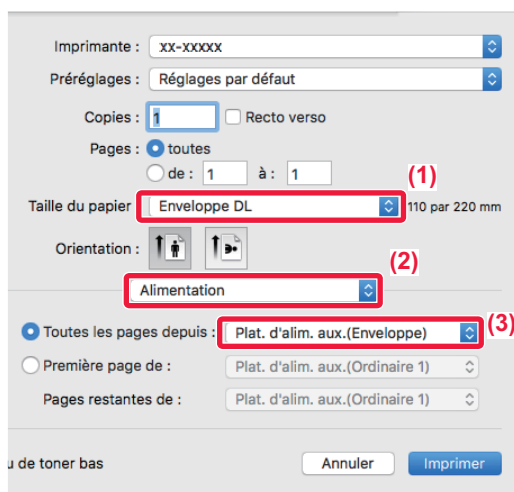 Imprimante : xx-xxxxx
Préréglages : Réglages par défaut
Copies : 1 Recto verso
Pages : toutes
de : 1 à : 1
(1)
Taille du papier Enveloppe DL 110 par 220 mm
Orientation :
(2)
Alimentation
Toutes les pages depuis : Plat. d'alim. aux.(Enveloppe) (3)
Première page de : Plat. d'alim. aux.(Ordinaire 1)
Pages restantes de : Plat. d'alim. aux.(Ordinaire 1)
u de toner bas Annuler Imprimer